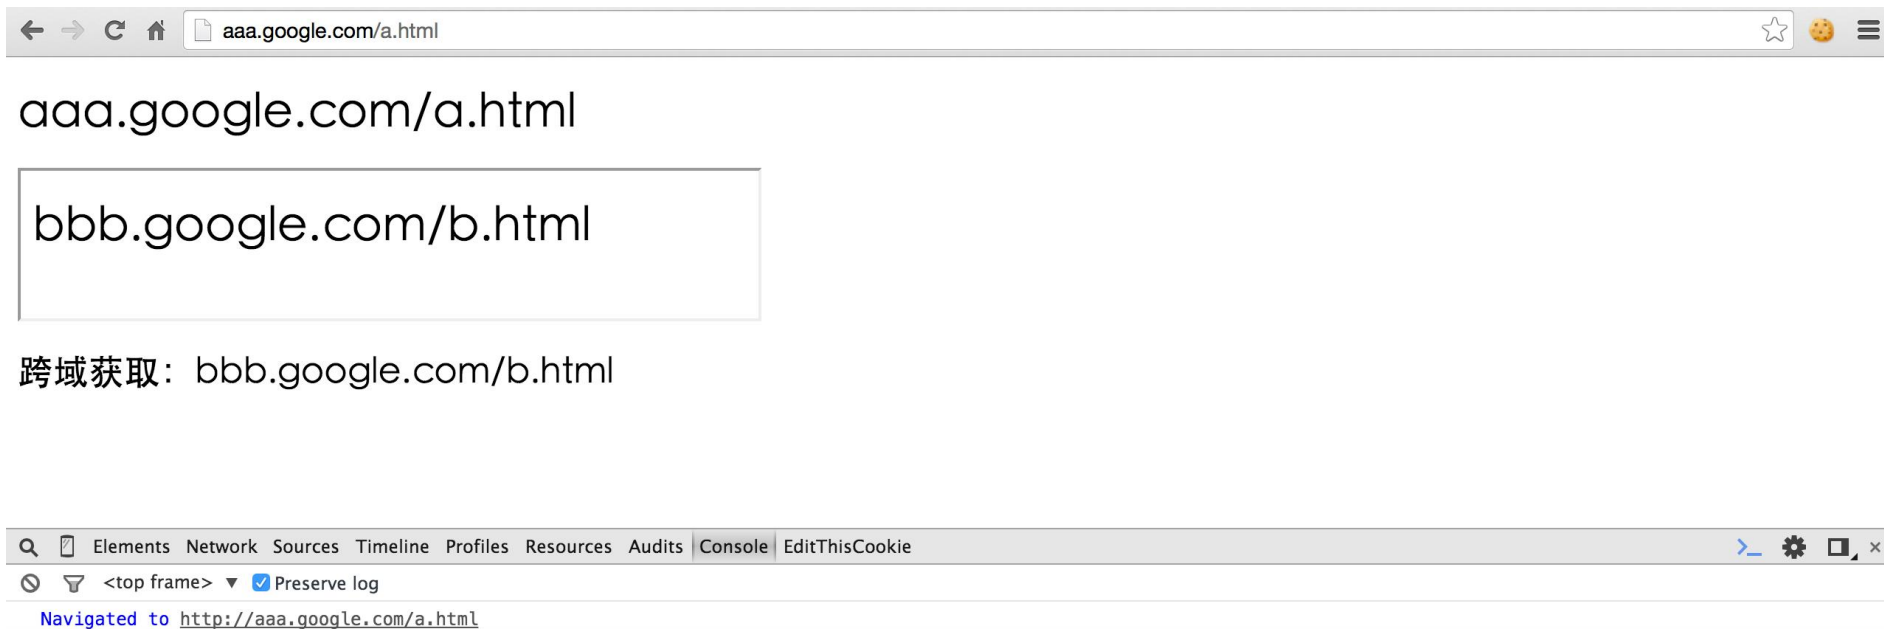 aaa.google.com/a.html
aaa.google.com/a.html
bbb.google.com/b.html
跨域获取：bbb.google.com/b.html
Elements Network Sources Timeline Profiles Resources Audits Console EditThisCookie
<top frame> ▼ Preserve log
Navigated to http://aaa.google.com/a.html